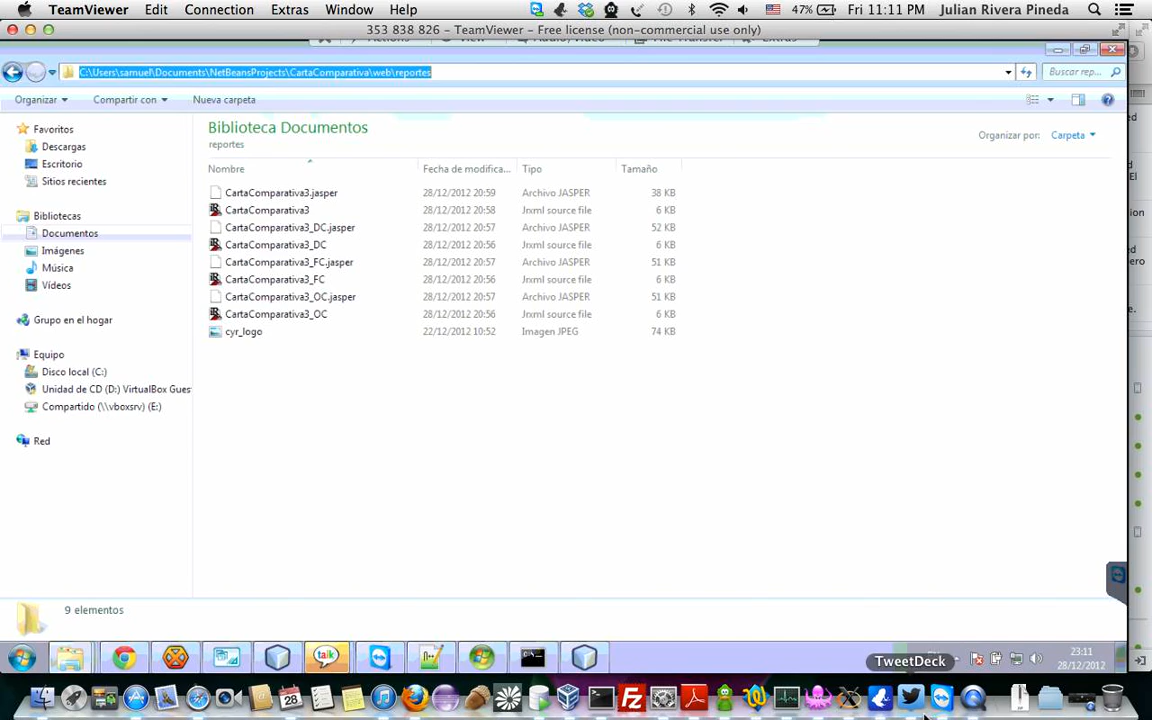 TeamViewer Edit Connection Extras Window Help 47% Fri 11:11 PM Julian Rivera Pineda
353 838 826 - TeamViewer - Free license (non-commercial use only)
C:\Users\samuel\Documents\NetBeansProjects\CartaComparativa\web\reportes Buscar rep...
Organizar Compartir con Nueva carpeta
Favoritos
Descargas
Escritorio
Sitios recientes
Bibliotecas
Documentos
Imágenes
Música
Vídeos
Grupo en el hogar
Equipo
Disco local (C:)
Unidad de CD (D:) VirtualBox Gues
Compartido (\\vboxsrv) (E:)
Red
Biblioteca Documentos
reportes
Organizar por: Carpeta
Nombre Fecha de modifica... Tipo Tamaño
CartaComparativa3.jasper 28/12/2012 20:59 Archivo JASPER 38 KB
CartaComparativa3 28/12/2012 20:58 Jrxml source file 6 KB
CartaComparativa3_DC.jasper 28/12/2012 20:57 Archivo JASPER 52 KB
CartaComparativa3_DC 28/12/2012 20:56 Jrxml source file 6 KB
CartaComparativa3_FC.jasper 28/12/2012 20:57 Archivo JASPER 51 KB
CartaComparativa3_FC 28/12/2012 20:56 Jrxml source file 6 KB
CartaComparativa3_OC.jasper 28/12/2012 20:57 Archivo JASPER 51 KB
CartaComparativa3_OC 28/12/2012 20:56 Jrxml source file 6 KB
cyr_logo 22/12/2012 10:52 Imagen JPEG 74 KB
9 elementos
talk
TweetDeck
23:11
28/12/2012
28